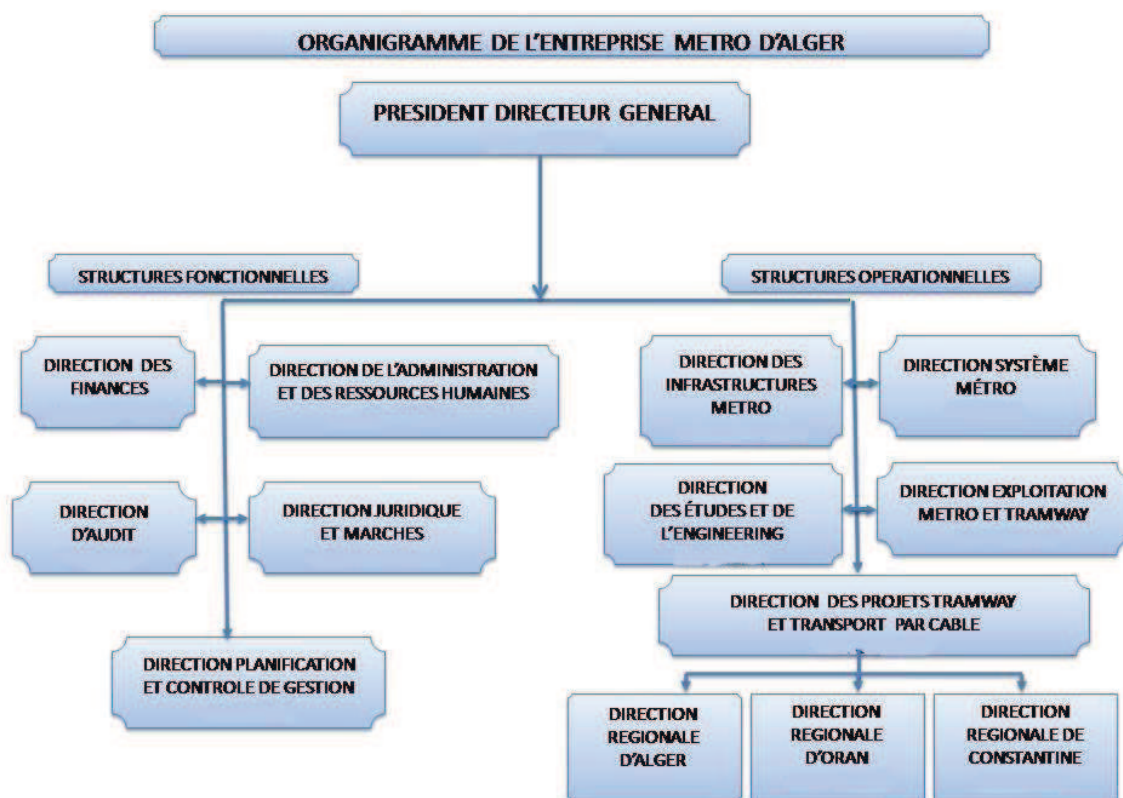 ORGANIGRAMME DE L'ENTREPRISE METRO D'ALGER
PRESIDENT DIRECTEUR GENERAL
STRUCTURES FONCTIONNELLES
STRUCTURES OPERATIONNELLES
DIRECTION DES
FINANCES
DIRECTION DE L'ADMINISTRATION
ET DES RESSOURCES HUMAINES
DIRECTION DES
INFRASTRUCTURES
METRO
DIRECTION SYSTÈME
MÉTRO
DIRECTION
D'AUDIT
DIRECTION JURIDIQUE
ET MARCHES
DIRECTION
DES ÉTUDES ET DE
L'ENGINEERING
DIRECTION EXPLOITATION
METRO ET TRAMWAY
DIRECTION PLANIFICATION
ET CONTROLE DE GESTION
DIRECTION DES PROJETS TRAMWAY
ET TRANSPORT PAR CABLE
DIRECTION
REGIONALE
D'ALGER
DIRECTION
REGIONALE
D'ORAN
DIRECTION
REGIONALE DE
CONSTANTINE